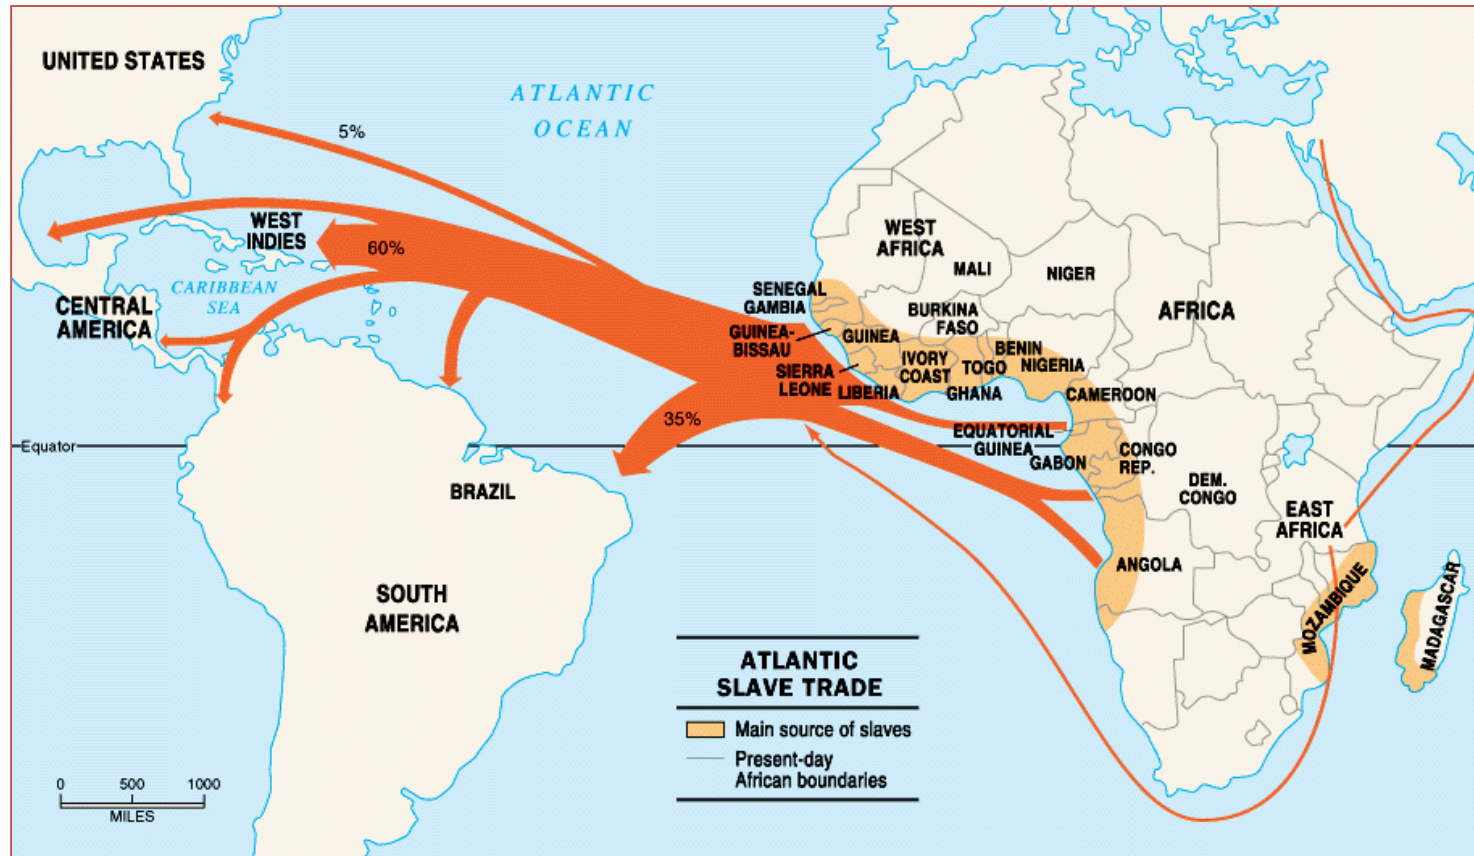 UNITED STATES
ATLANTIC
OCEAN
5%
WEST
INDIES
60%
CARIBBEAN
SEA
CENTRAL
AMERICA
35%
Equator
BRAZIL
SOUTH
AMERICA
WEST
AFRICA
MALI
NIGER
AFRICA
SENEGAL
GAMBIA
GUINEA-
BISSAU
GUINEA
BURKINA
FASO
SIERRA
LEONE
LIBERIA
IVORY
COAST
TOGO
GHANA
BENIN
NIGERIA
CAMEROON
EQUATORIAL
GUINEA
GABON
CONGO
REP.
DEM.
CONGO
EAST
AFRICA
ANGOLA
MOZAMBIQUE
MADAGASCAR
ATLANTIC
SLAVE TRADE
Main source of slaves
Present-day
African boundaries
0 500 1000
MILES